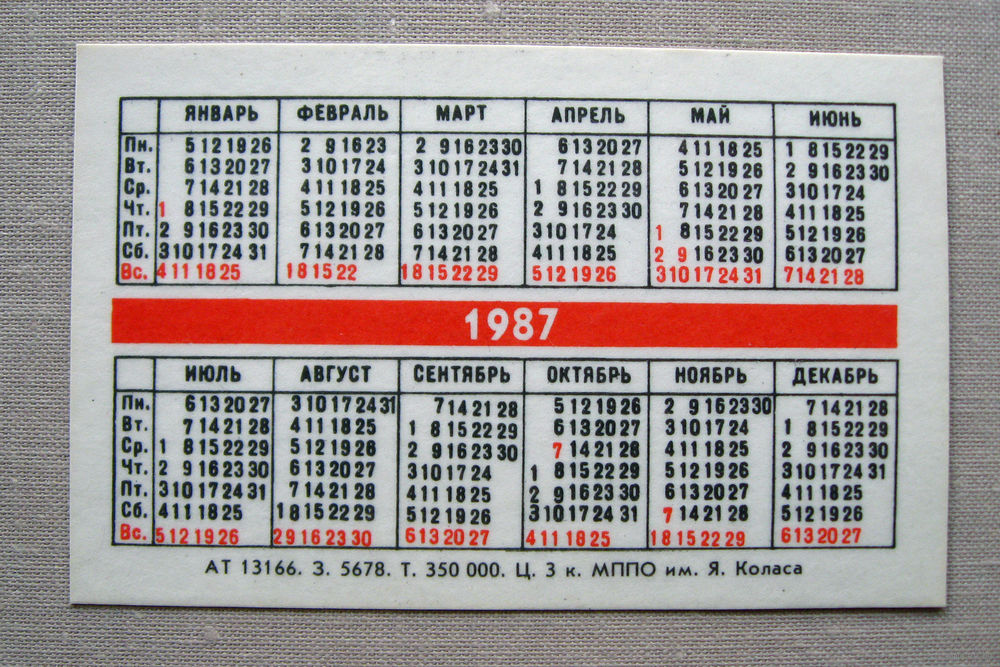 ЯНВАРЬ ФЕВРАЛЬ МАРТ АПРЕЛЬ МАЙ ИЮНЬ
Пн. 5 12 19 26 2 9 16 23 2 9 16 23 30 6 13 20 27 4 11 18 25 1 8 15 22 29
Вт. 6 13 20 27 3 10 17 24 3 10 17 24 31 7 14 21 28 5 12 19 26 2 9 16 23 30
Ср. 7 14 21 28 4 11 18 25 4 11 18 25 1 8 15 22 29 6 13 20 27 3 10 17 24
Чт. 1 8 15 22 29 5 12 19 26 5 12 19 26 2 9 16 23 30 7 14 21 28 4 11 18 25
Пт. 2 9 16 23 30 6 13 20 27 6 13 20 27 3 10 17 24 1 8 15 22 29 5 12 19 26
Сб. 3 10 17 24 31 7 14 21 28 7 14 21 28 4 11 18 25 2 9 16 23 30 6 13 20 27
Вс. 4 11 18 25 1 8 15 22 1 8 15 22 29 5 12 19 26 3 10 17 24 31 7 14 21 28
1987
ИЮЛЬ АВГУСТ СЕНТЯБРЬ ОКТЯБРЬ НОЯБРЬ ДЕКАБРЬ
Пн. 6 13 20 27 3 10 17 24 31 7 14 21 28 5 12 19 26 2 9 16 23 30 7 14 21 28
Вт. 7 14 21 28 4 11 18 25 1 8 15 22 29 6 13 20 27 3 10 17 24 1 8 15 22 29
Ср. 1 8 15 22 29 5 12 19 26 2 9 16 23 30 7 14 21 28 4 11 18 25 2 9 16 23 30
Чт. 2 9 16 23 30 6 13 20 27 3 10 17 24 1 8 15 22 29 5 12 19 26 3 10 17 24 31
Пт. 3 10 17 24 31 7 14 21 28 4 11 18 25 2 9 16 23 30 6 13 20 27 4 11 18 25
Сб. 4 11 18 25 1 8 15 22 29 5 12 19 26 3 10 17 24 31 7 14 21 28 5 12 19 26
Вс. 5 12 19 26 2 9 16 23 30 6 13 20 27 4 11 18 25 1 8 15 22 29 6 13 20 27
АТ 13166. З. 5678. Т. 350 000. Ц. 3 к. МППО им. Я. Коласа